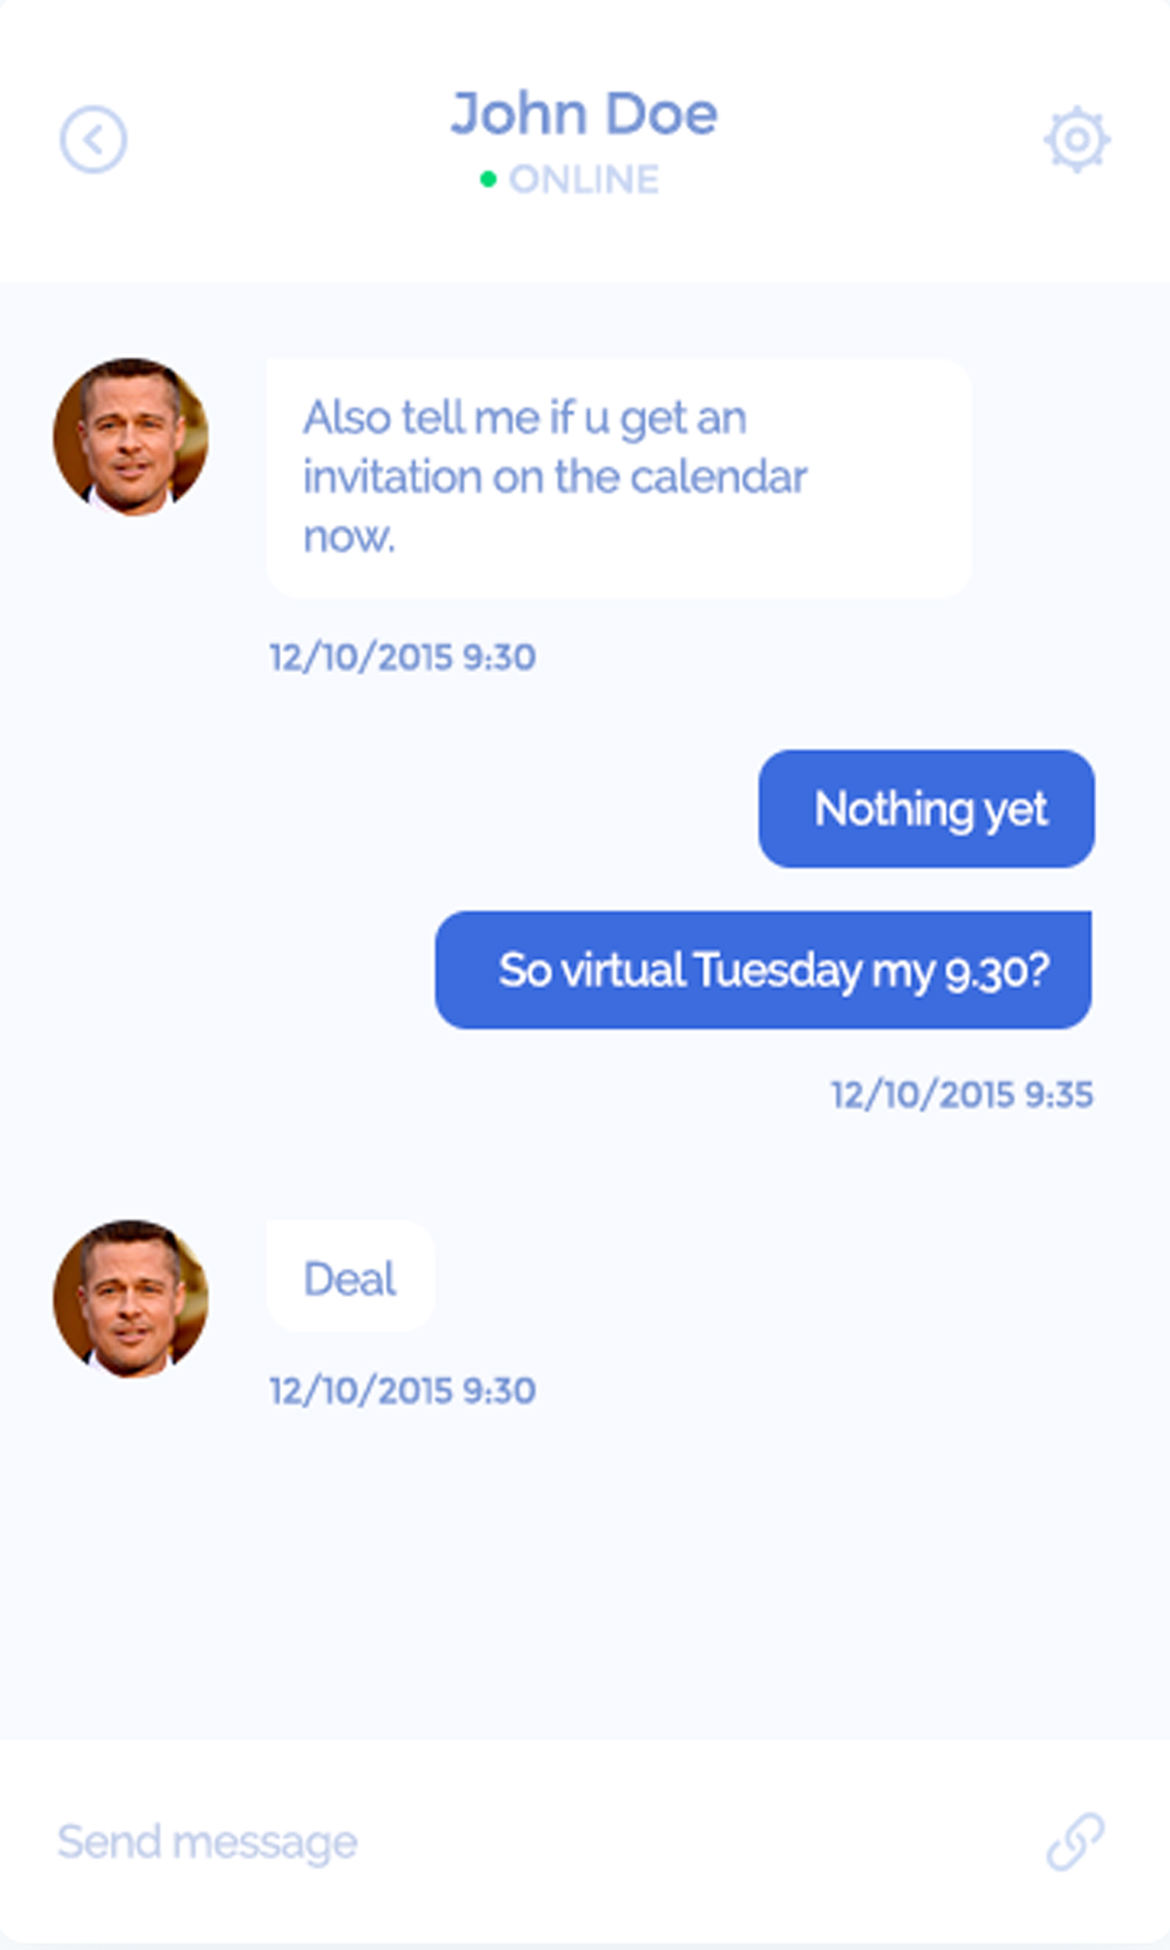 John Doe
ONLINE
Also tell me if u get an
invitation on the calendar
now.
12/10/2015 9:30
Nothing yet
So virtual Tuesday my 9.30?
12/10/2015 9:35
Deal
12/10/2015 9:30
Send message